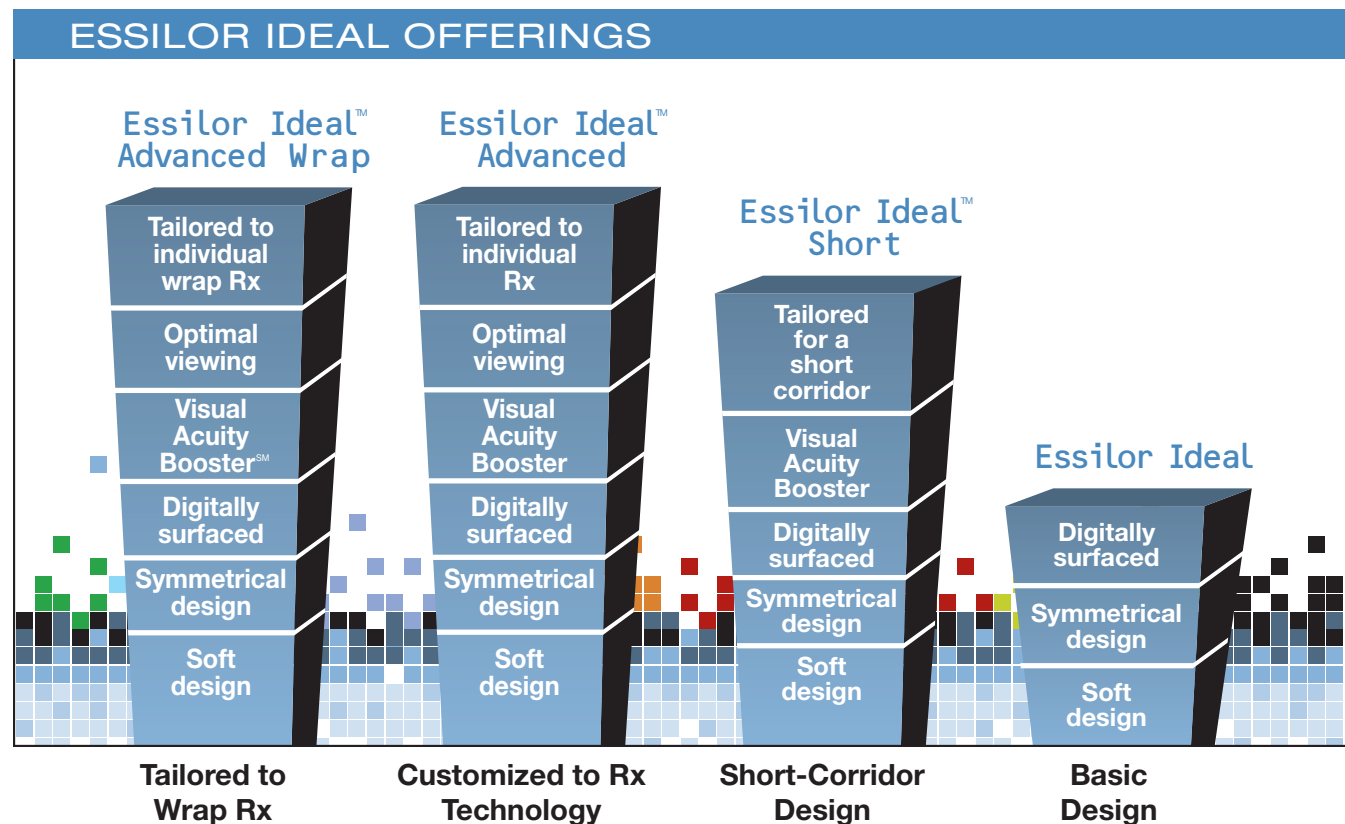 ESSILOR IDEAL OFFERINGS
Essilor Ideal™
Advanced Wrap
Tailored to
individual
wrap Rx
Optimal
viewing
Visual
Acuity
Booster℠
Digitally
surfaced
Symmetrical
design
Soft
design
Tailored to
Wrap Rx
Essilor Ideal™
Advanced
Tailored to
individual
Rx
Optimal
viewing
Visual
Acuity
Booster
Digitally
surfaced
Symmetrical
design
Soft
design
Customized to Rx
Technology
Essilor Ideal™
Short
Tailored
for a
short
corridor
Visual
Acuity
Booster
Digitally
surfaced
Symmetrical
design
Soft
design
Short-Corridor
Design
Essilor Ideal
Digitally
surfaced
Symmetrical
design
Soft
design
Basic
Design